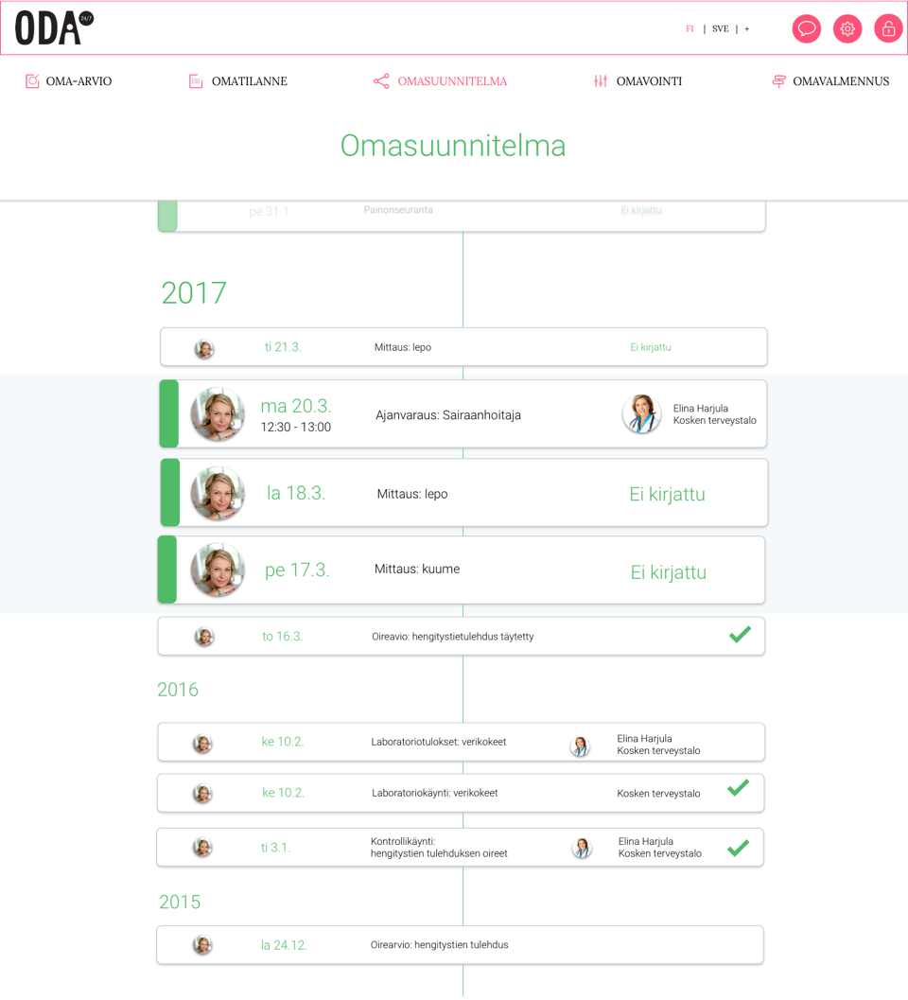 ODA 24/7
FI | SVE | +
OMA-ARVIO OMATILANNE OMASUUNNITELMA OMAVOINTI OMAVALMENNUS
Omasuunnitelma
pe 31.1. Painonseuranta Ei kirjattu
2017
ti 21.3. Mittaus: lepo Ei kirjattu
ma 20.3.
12:30 - 13:00
Ajanvaraus: Sairaanhoitaja
Elina Harjula
Kosken terveystalo
la 18.3. Mittaus: lepo Ei kirjattu
pe 17.3. Mittaus: kuume Ei kirjattu
to 16.3. Oireavio: hengitystietulehdus täytetty
2016
ke 10.2. Laboratoriotulokset: verikokeet
Elina Harjula
Kosken terveystalo
ke 10.2. Laboratoriokäynti: verikokeet Kosken terveystalo
ti 3.1.
Kontrollikäynti:
hengitystien tulehduksen oireet
Elina Harjula
Kosken terveystalo
2015
la 24.12. Oirearvio: hengitystien tulehdus